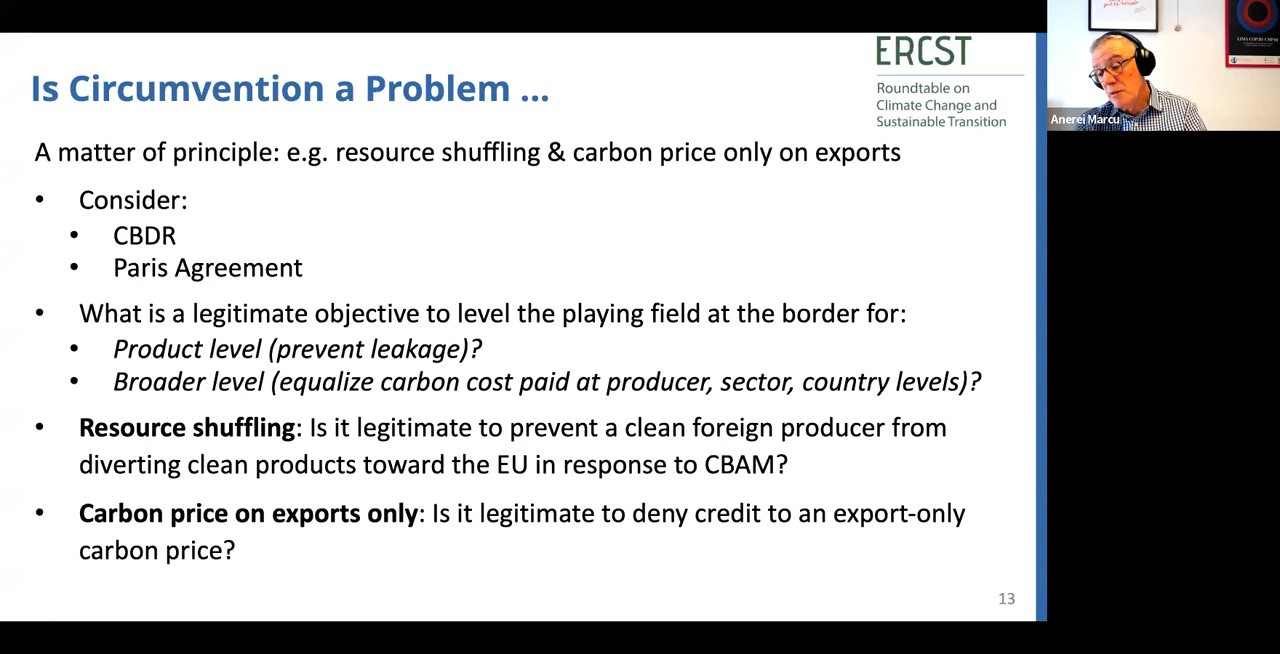 ERCST
Roundtable on
Climate Change and
Sustainable Transition
Is Circumvention a Problem ...
A matter of principle: e.g. resource shuffling & carbon price only on exports
• Consider:
• CBDR
• Paris Agreement
• What is a legitimate objective to level the playing field at the border for:
• Product level (prevent leakage)?
• Broader level (equalize carbon cost paid at producer, sector, country levels)?
• Resource shuffling: Is it legitimate to prevent a clean foreign producer from
diverting clean products toward the EU in response to CBAM?
• Carbon price on exports only: Is it legitimate to deny credit to an export-only
carbon price?
13
Anerei Marcu